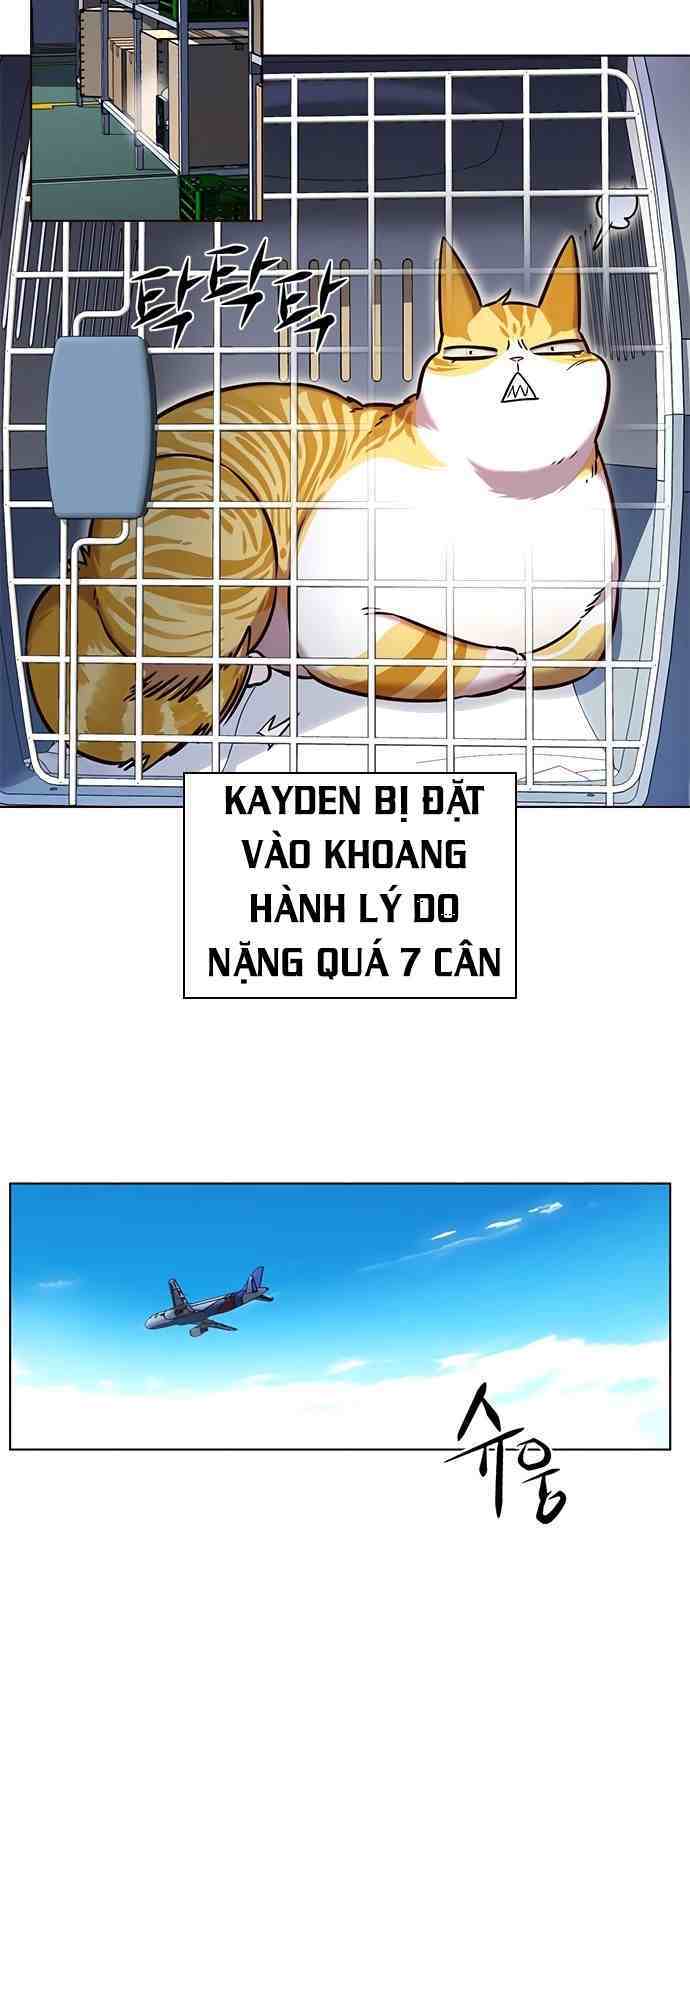 탁탁탁
KAYDEN BỊ ĐẶT
VÀO KHOANG
HÀNH LÝ DO
NẶNG QUÁ 7 CÂN
슈웅